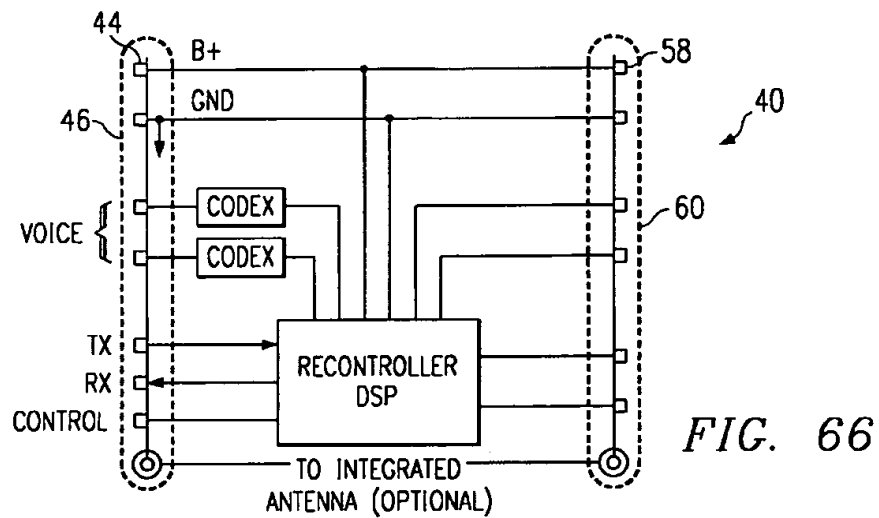 44
B+
58
GND
46
40
CODEX
60
VOICE
CODEX
TX
RECONTROLLER
DSP
RX
CONTROL
FIG. 66
TO INTEGRATED
ANTENNA (OPTIONAL)